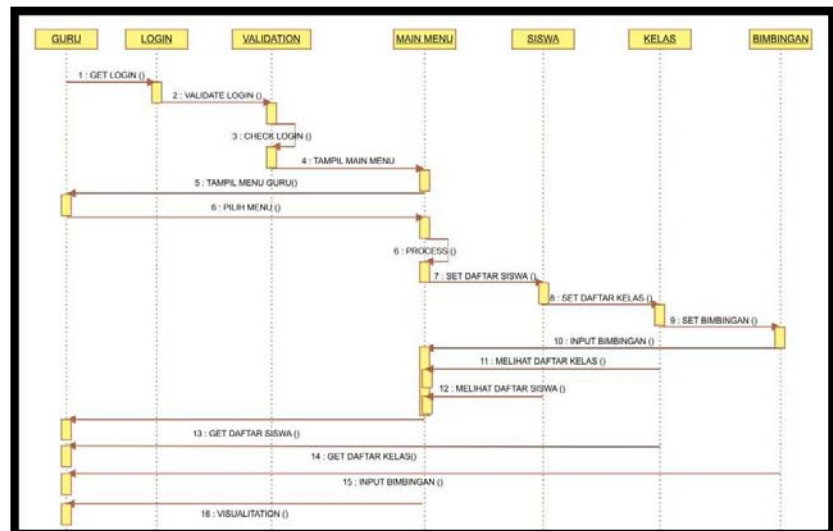 GURU
LOGIN
VALIDATION
MAIN MENU
SISWA
KELAS
BIMBINGAN
1 : GET LOGIN ()
2 : VALIDATE LOGIN ()
3 : CHECK LOGIN ()
4 : TAMPIL MAIN MENU
5 : TAMPIL MENU GURU()
6 : PILIH MENU ()
6 : PROCESS ()
7 : SET DAFTAR SISWA ()
8 : SET DAFTAR KELAS ()
9 : SET BIMBINGAN ()
10 : INPUT BIMBINGAN ()
11 : MELIHAT DAFTAR KELAS ()
12 : MELIHAT DAFTAR SISWA ()
13 : GET DAFTAR SISWA ()
14 : GET DAFTAR KELAS()
15 : INPUT BIMBINGAN ()
16 : VISUALITATION ()